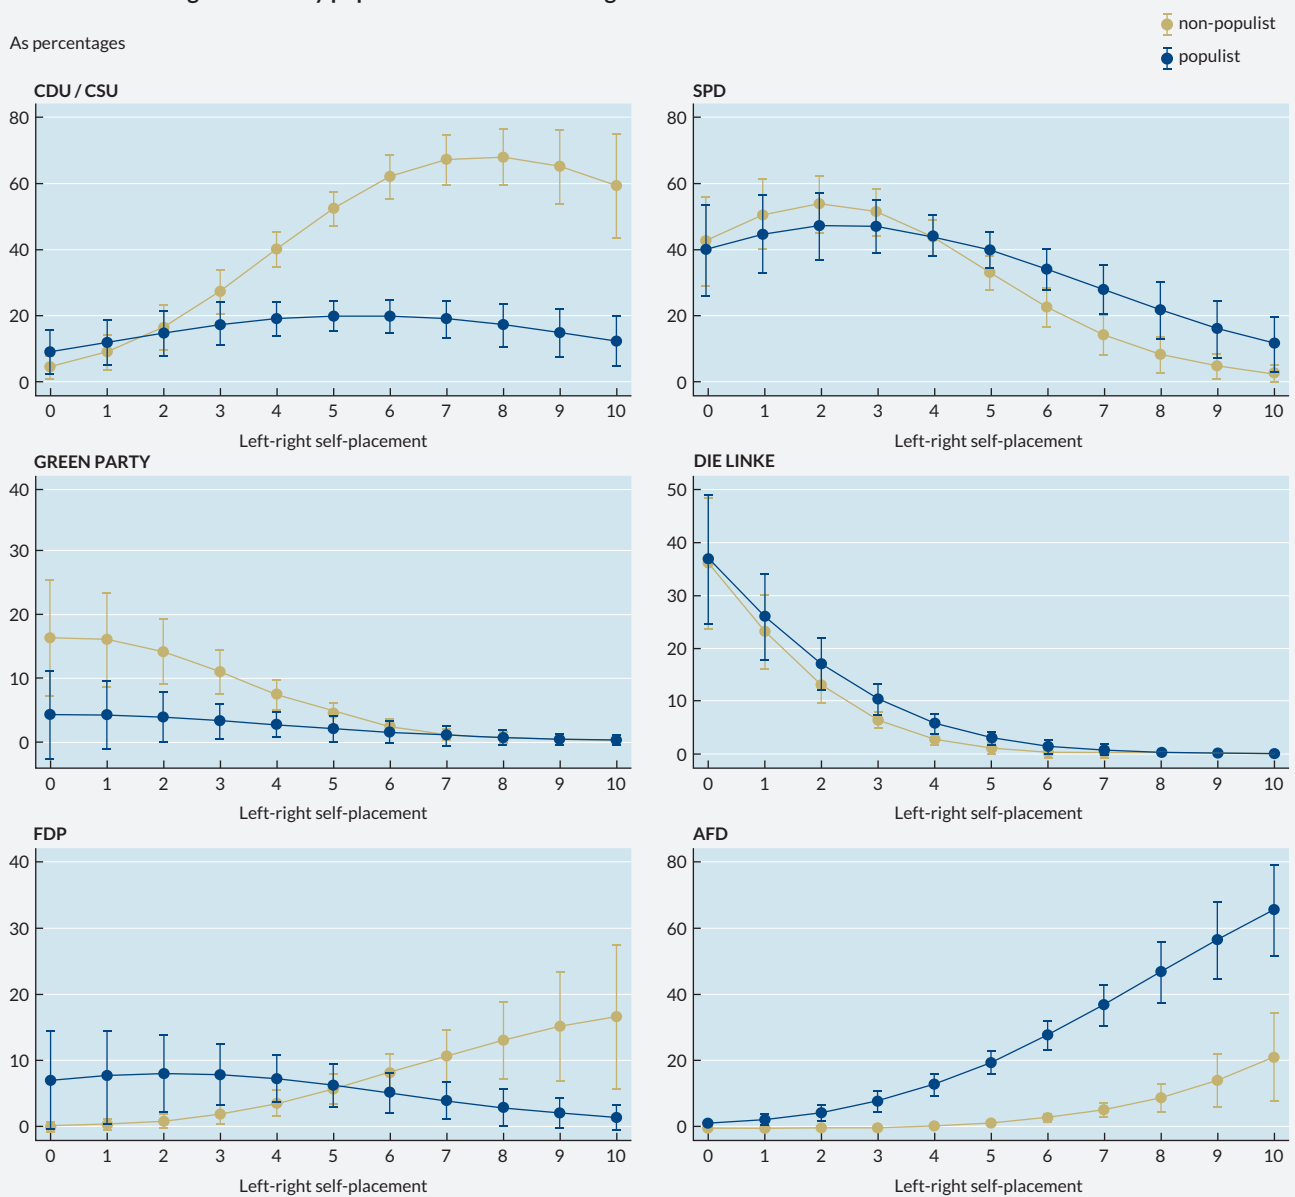 non-populist
As percentages
populist
CDU / CSU
80
60
40
20
0
0 1 2 3 4 5 6 7 8 9 10
Left-right self-placement
SPD
80
60
40
20
0
0 1 2 3 4 5 6 7 8 9 10
Left-right self-placement
GREEN PARTY
40
30
20
10
0
0 1 2 3 4 5 6 7 8 9 10
Left-right self-placement
DIE LINKE
50
40
30
20
10
0
0 1 2 3 4 5 6 7 8 9 10
Left-right self-placement
FDP
40
30
20
10
0
0 1 2 3 4 5 6 7 8 9 10
Left-right self-placement
AFD
80
60
40
20
0
0 1 2 3 4 5 6 7 8 9 10
Left-right self-placement